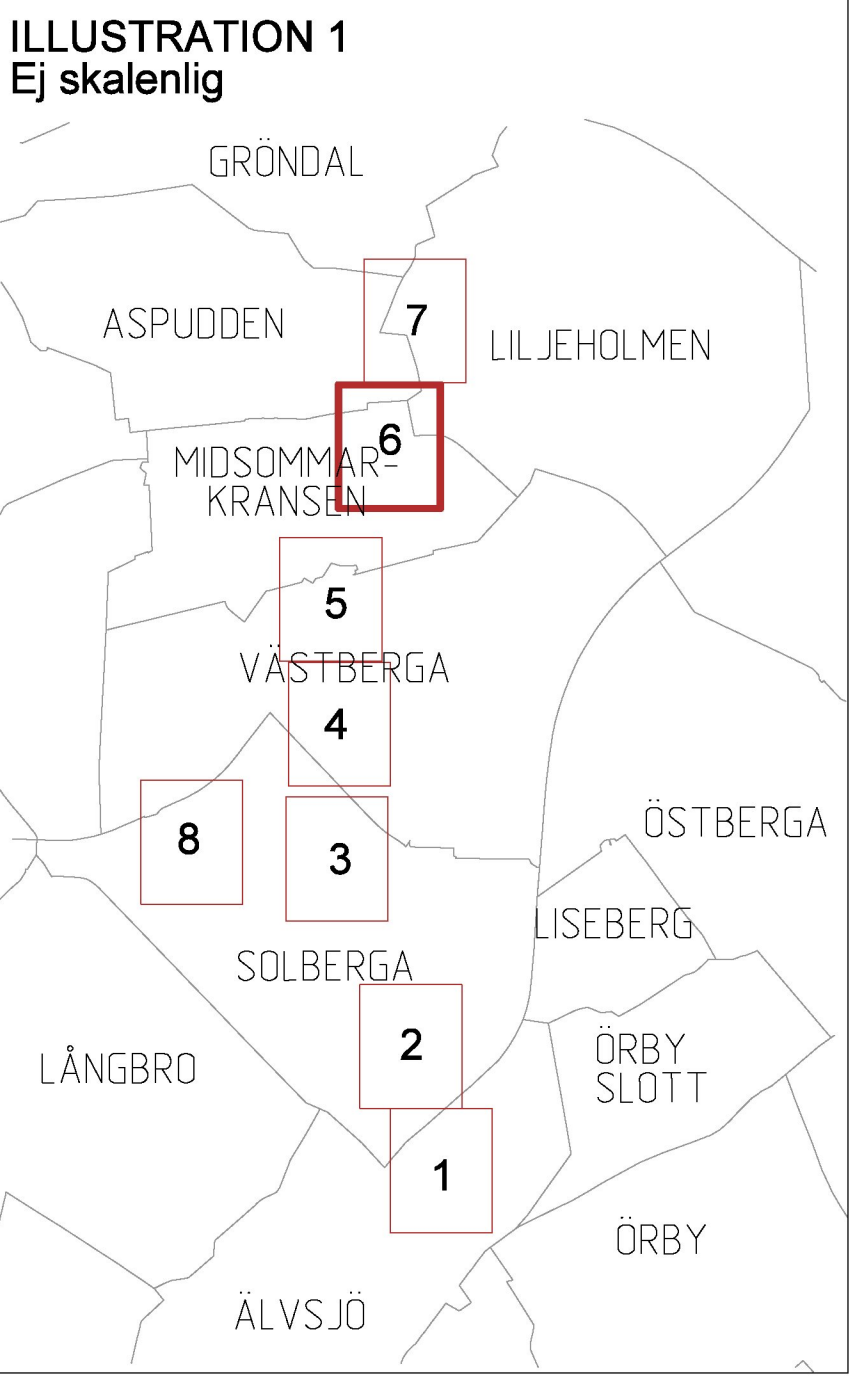 ILLUSTRATION 1
Ej skalenlig
GRÖNDAL
7
ASPUDDEN
LILJEHOLMEN
6
MIDSOMMAR-
KRANSEN
5
VÄSTBERGA
4
8
3
ÖSTBERGA
LISEBERG
SOLBERGA
2
ÖRBY
SLOTT
LÅNGBRO
1
ÖRBY
ÄLVSJÖ